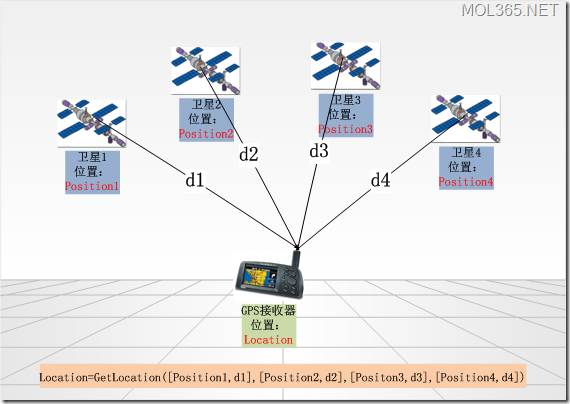 MOL365.NET
卫星1
位置:
Position1
卫星2
位置:
Position2
卫星3
位置:
Position3
卫星4
位置:
Position4
d1
d2
d3
d4
GPS接收器
位置:
Location
Location=GetLocation([Position1,d1],[Position2,d2],[Positon3,d3],[Position4,d4])